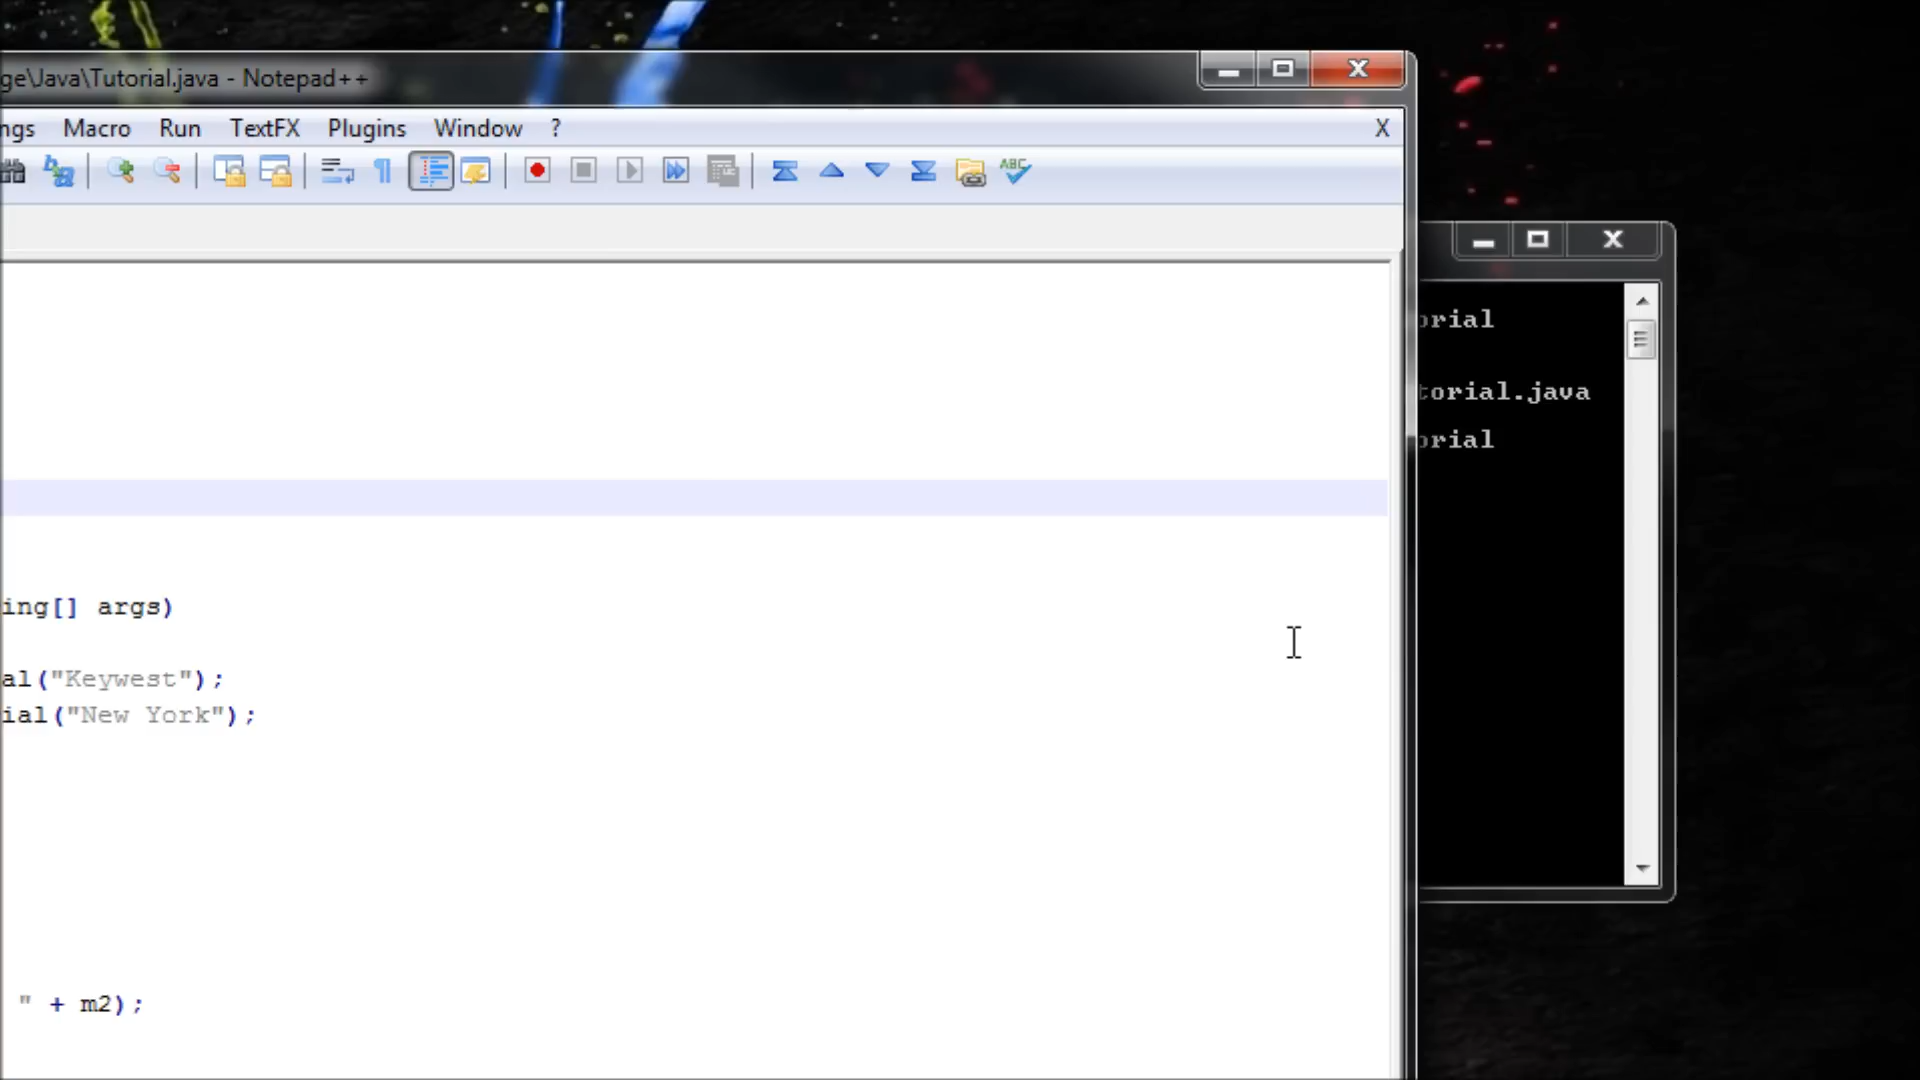 ge\Java\Tutorial.java - Notepad++
ngs Macro Run TextFX Plugins Window ? X
ABC
ing[] args)
al("Keywest");
ial("New York");
" + m2);
orial
torial.java
orial